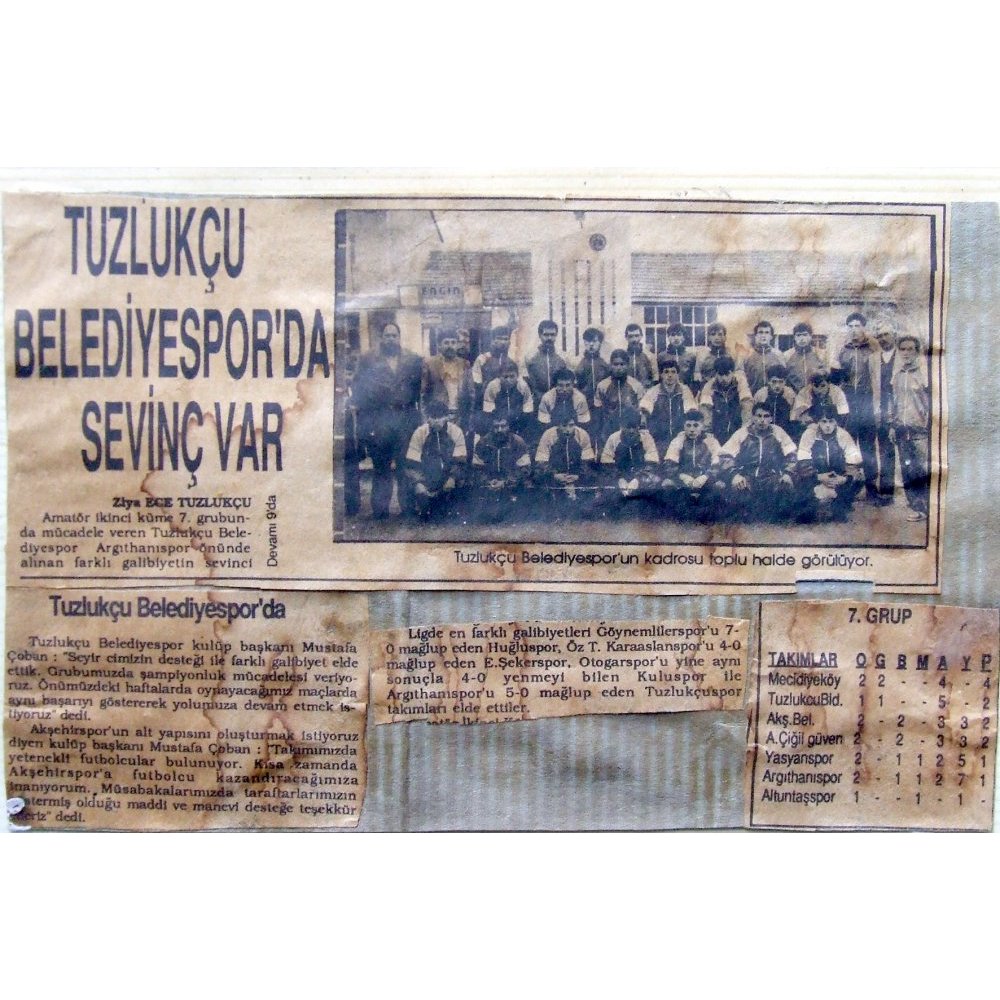 TUZLUKÇU
BELEDİYESPOR'DA
SEVİNÇ VAR
Ziya EGE TUZLUKÇU
Amatör ikinci küme 7. grubun-
da mücadele veren Tuzlukçu Bele-
diyespor Argıthanıspor önünde
alınan farklı galibiyetin sevinci
Devamı 9'da
ENGİN
Tuzlukçu Belediyespor'un kadrosu toplu halde görülüyor.
Tuzlukçu Belediyespor'da
Tuzlukçu Belediyespor kulüp başkanı Mustafa
Çoban : "Seyir cimizin desteği ile farklı galibiyet elde
ettik. Grubumuzda şampiyonluk mücadelesi veriyo-
ruz. Önümüzdeki haftalarda oynayacağımız maçlarda
aynı başarıyı göstererek yolumuza devam etmek is-
tiyoruz" dedi.
Akşehirspor'un alt yapısını oluşturmak istiyoruz
diyen kulüp başkanı Mustafa Çoban : "Takımımızda
yetenekli futbolcular bulunuyor. Kısa zamanda
Akşehirspor'a futbolcu kazandıracağımıza
inanıyorum. Müsabakalarımızda taraftarlarımızın
göstermiş olduğu maddi ve manevi desteğe teşekkür
ederiz" dedi.
Ligde en farklı galibiyetleri Göynemlilerspor'u 7-
0 mağlup eden Huğluspor, Öz T. Karaaslanspor'u 4-0
mağlup eden E.Şekerspor, Otogarspor'u yine aynı
sonuçla 4-0 yenmeyi bilen Kuluspor ile
Argıthanıspor'u 5-0 mağlup eden Tuzlukçuspor
takımları elde ettiler.
7. GRUP
TAKIMLAR O G B M A Y P
Mecidiyeköy 2 2 - - 4 - 4
TuzlukcuBld. 1 1 - - 5 - 2
Akş.Bel. 2 - 2 - 3 3 2
A.Çiğil güven 2 - 2 - 3 3 2
Yasyanspor 2 - 1 1 2 5 1
Argıthanıspor 2 - 1 1 2 7 1
Altuntaşspor 1 - - 1 - 1 -